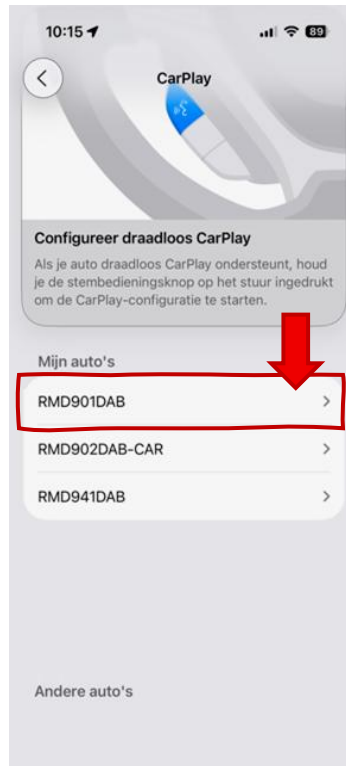 10:15
89
CarPlay
Configureer draadloos CarPlay
Als je auto draadloos CarPlay ondersteunt, houd
je de stembedieningsknop op het stuur ingedrukt
om de CarPlay-configuratie te starten.
Mijn auto's
RMD901DAB
RMD902DAB-CAR
RMD941DAB
Andere auto's